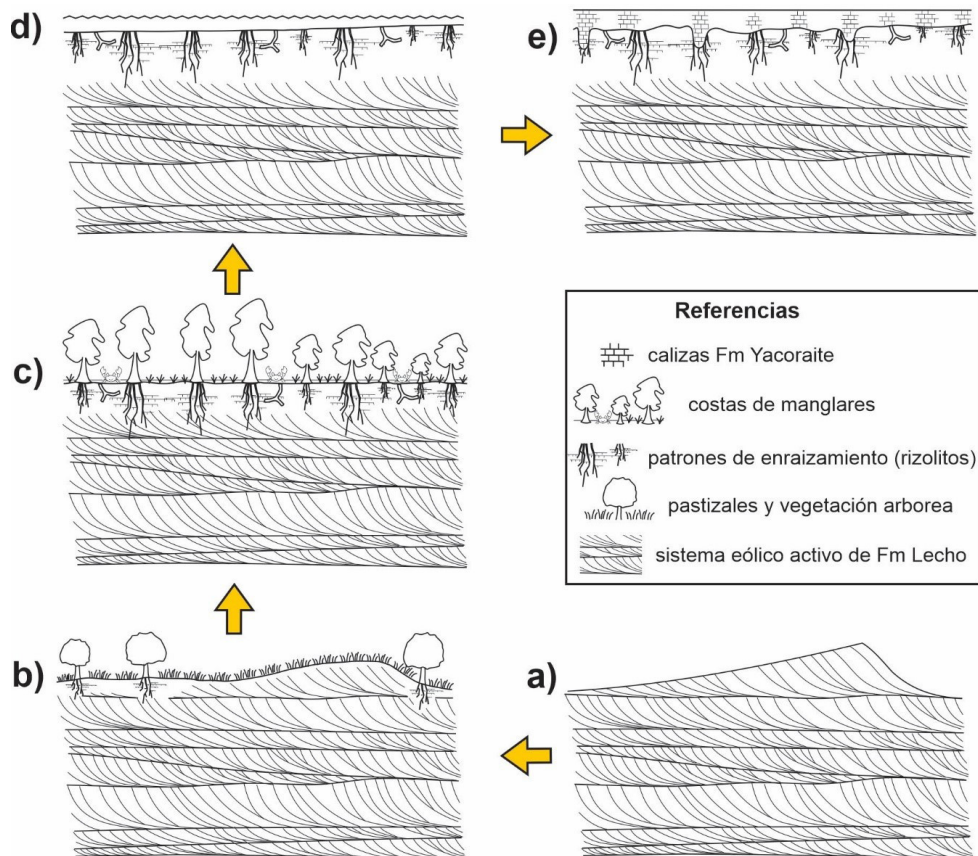 d)
e)
c)
Referencias
calizas Fm Yacoraite
costas de manglares
patrones de enraizamiento (rizolitos)
pastizales y vegetación arborea
sistema eólico activo de Fm Lecho
b)
a)